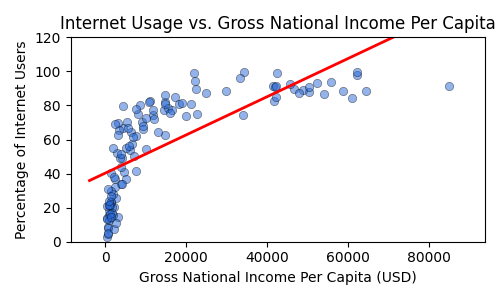 Internet Usage vs. Gross National Income Per Capita
Percentage of Internet Users
120
100
80
60
40
20
0
0 20000 40000 60000 80000
Gross National Income Per Capita (USD)